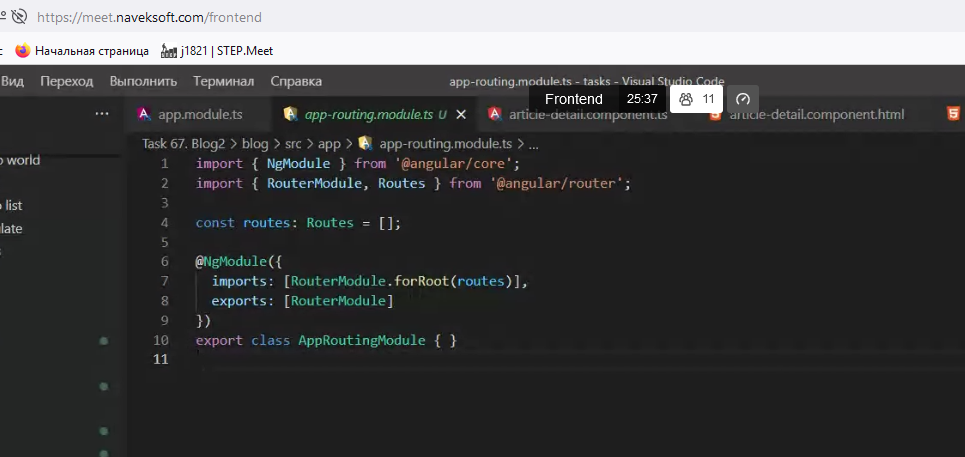 https://meet.naveksoft.com/frontend
с Начальная страница j1821 | STEP.Meet
Вид Переход Выполнить Терминал Справка app-routing.module.ts - tasks - Visual Studio Code
Frontend 25:37 11
app.module.ts app-routing.module.ts U article-detail.component.ts article-detail.component.html
Task 67. Blog2 > blog > src > app > app-routing.module.ts > ...
o world
o list
late
1 import { NgModule } from '@angular/core';
2 import { RouterModule, Routes } from '@angular/router';
3
4 const routes: Routes = [];
5
6 @NgModule({
7 imports: [RouterModule.forRoot(routes)],
8 exports: [RouterModule]
9 })
10 export class AppRoutingModule { }
11